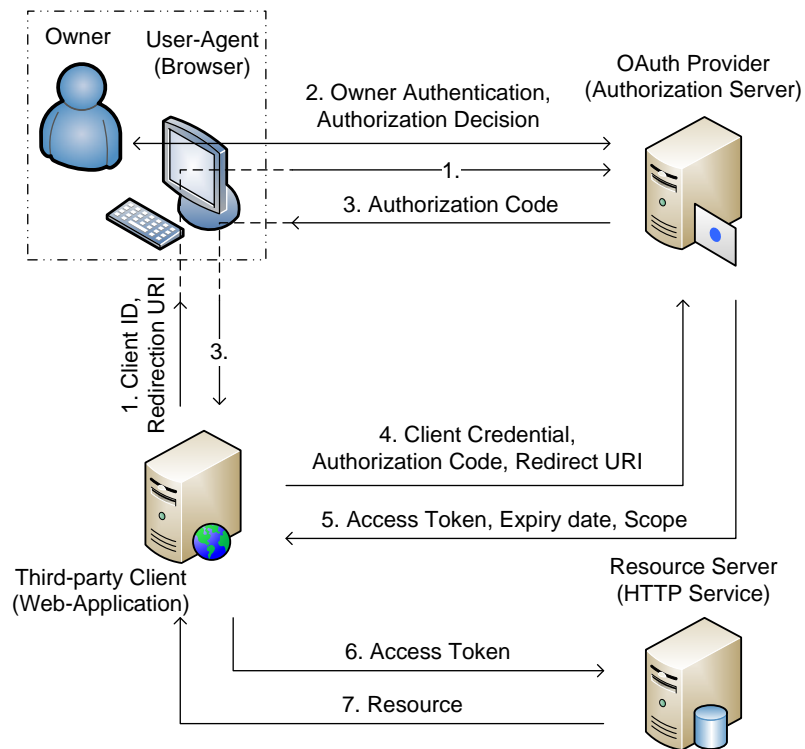 Owner
User-Agent
(Browser)
OAuth Provider
(Authorization Server)
2. Owner Authentication,
Authorization Decision
1.
3. Authorization Code
1. Client ID,
Redirection URI
3.
4. Client Credential,
Authorization Code, Redirect URI
5. Access Token, Expiry date, Scope
Third-party Client
(Web-Application)
Resource Server
(HTTP Service)
6. Access Token
7. Resource